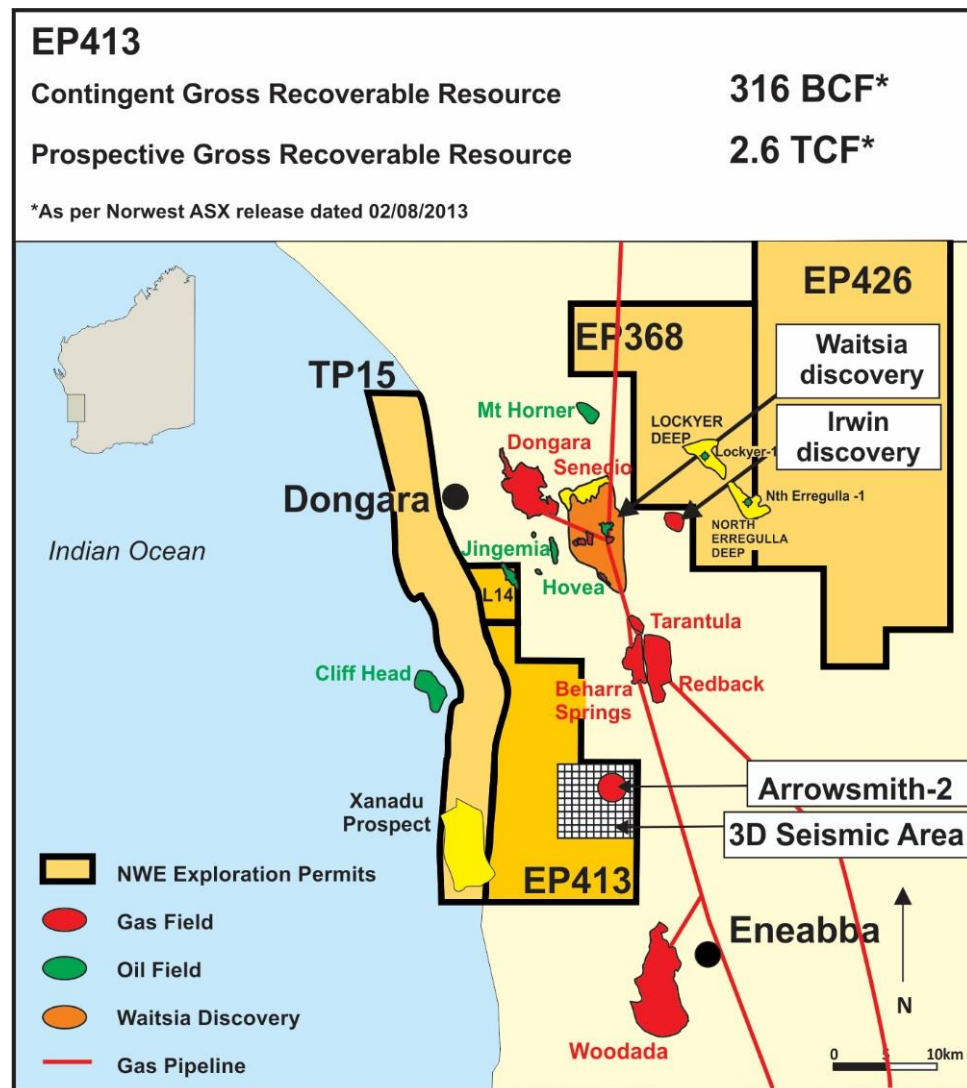 EP413
Contingent Gross Recoverable Resource 316 BCF*
Prospective Gross Recoverable Resource 2.6 TCF*
*As per Norwest ASX release dated 02/08/2013
EP426
EP368
Waitsia
discovery
TP15
Mt Horner
LOCKYER
DEEP
Lockyer-1
Irwin
discovery
Dongara
Senecio
Dongara
Nth Erregulla -1
NORTH
ERREGULLA
DEEP
Indian Ocean
Jingemia
L14
Hovea
Tarantula
Cliff Head
Beharra
Springs
Redback
Xanadu
Prospect
Arrowsmith-2
3D Seismic Area
EP413
NWE Exploration Permits
Gas Field
Oil Field
Waitsia Discovery
Gas Pipeline
Eneabba
Woodada
N
0 5 10km